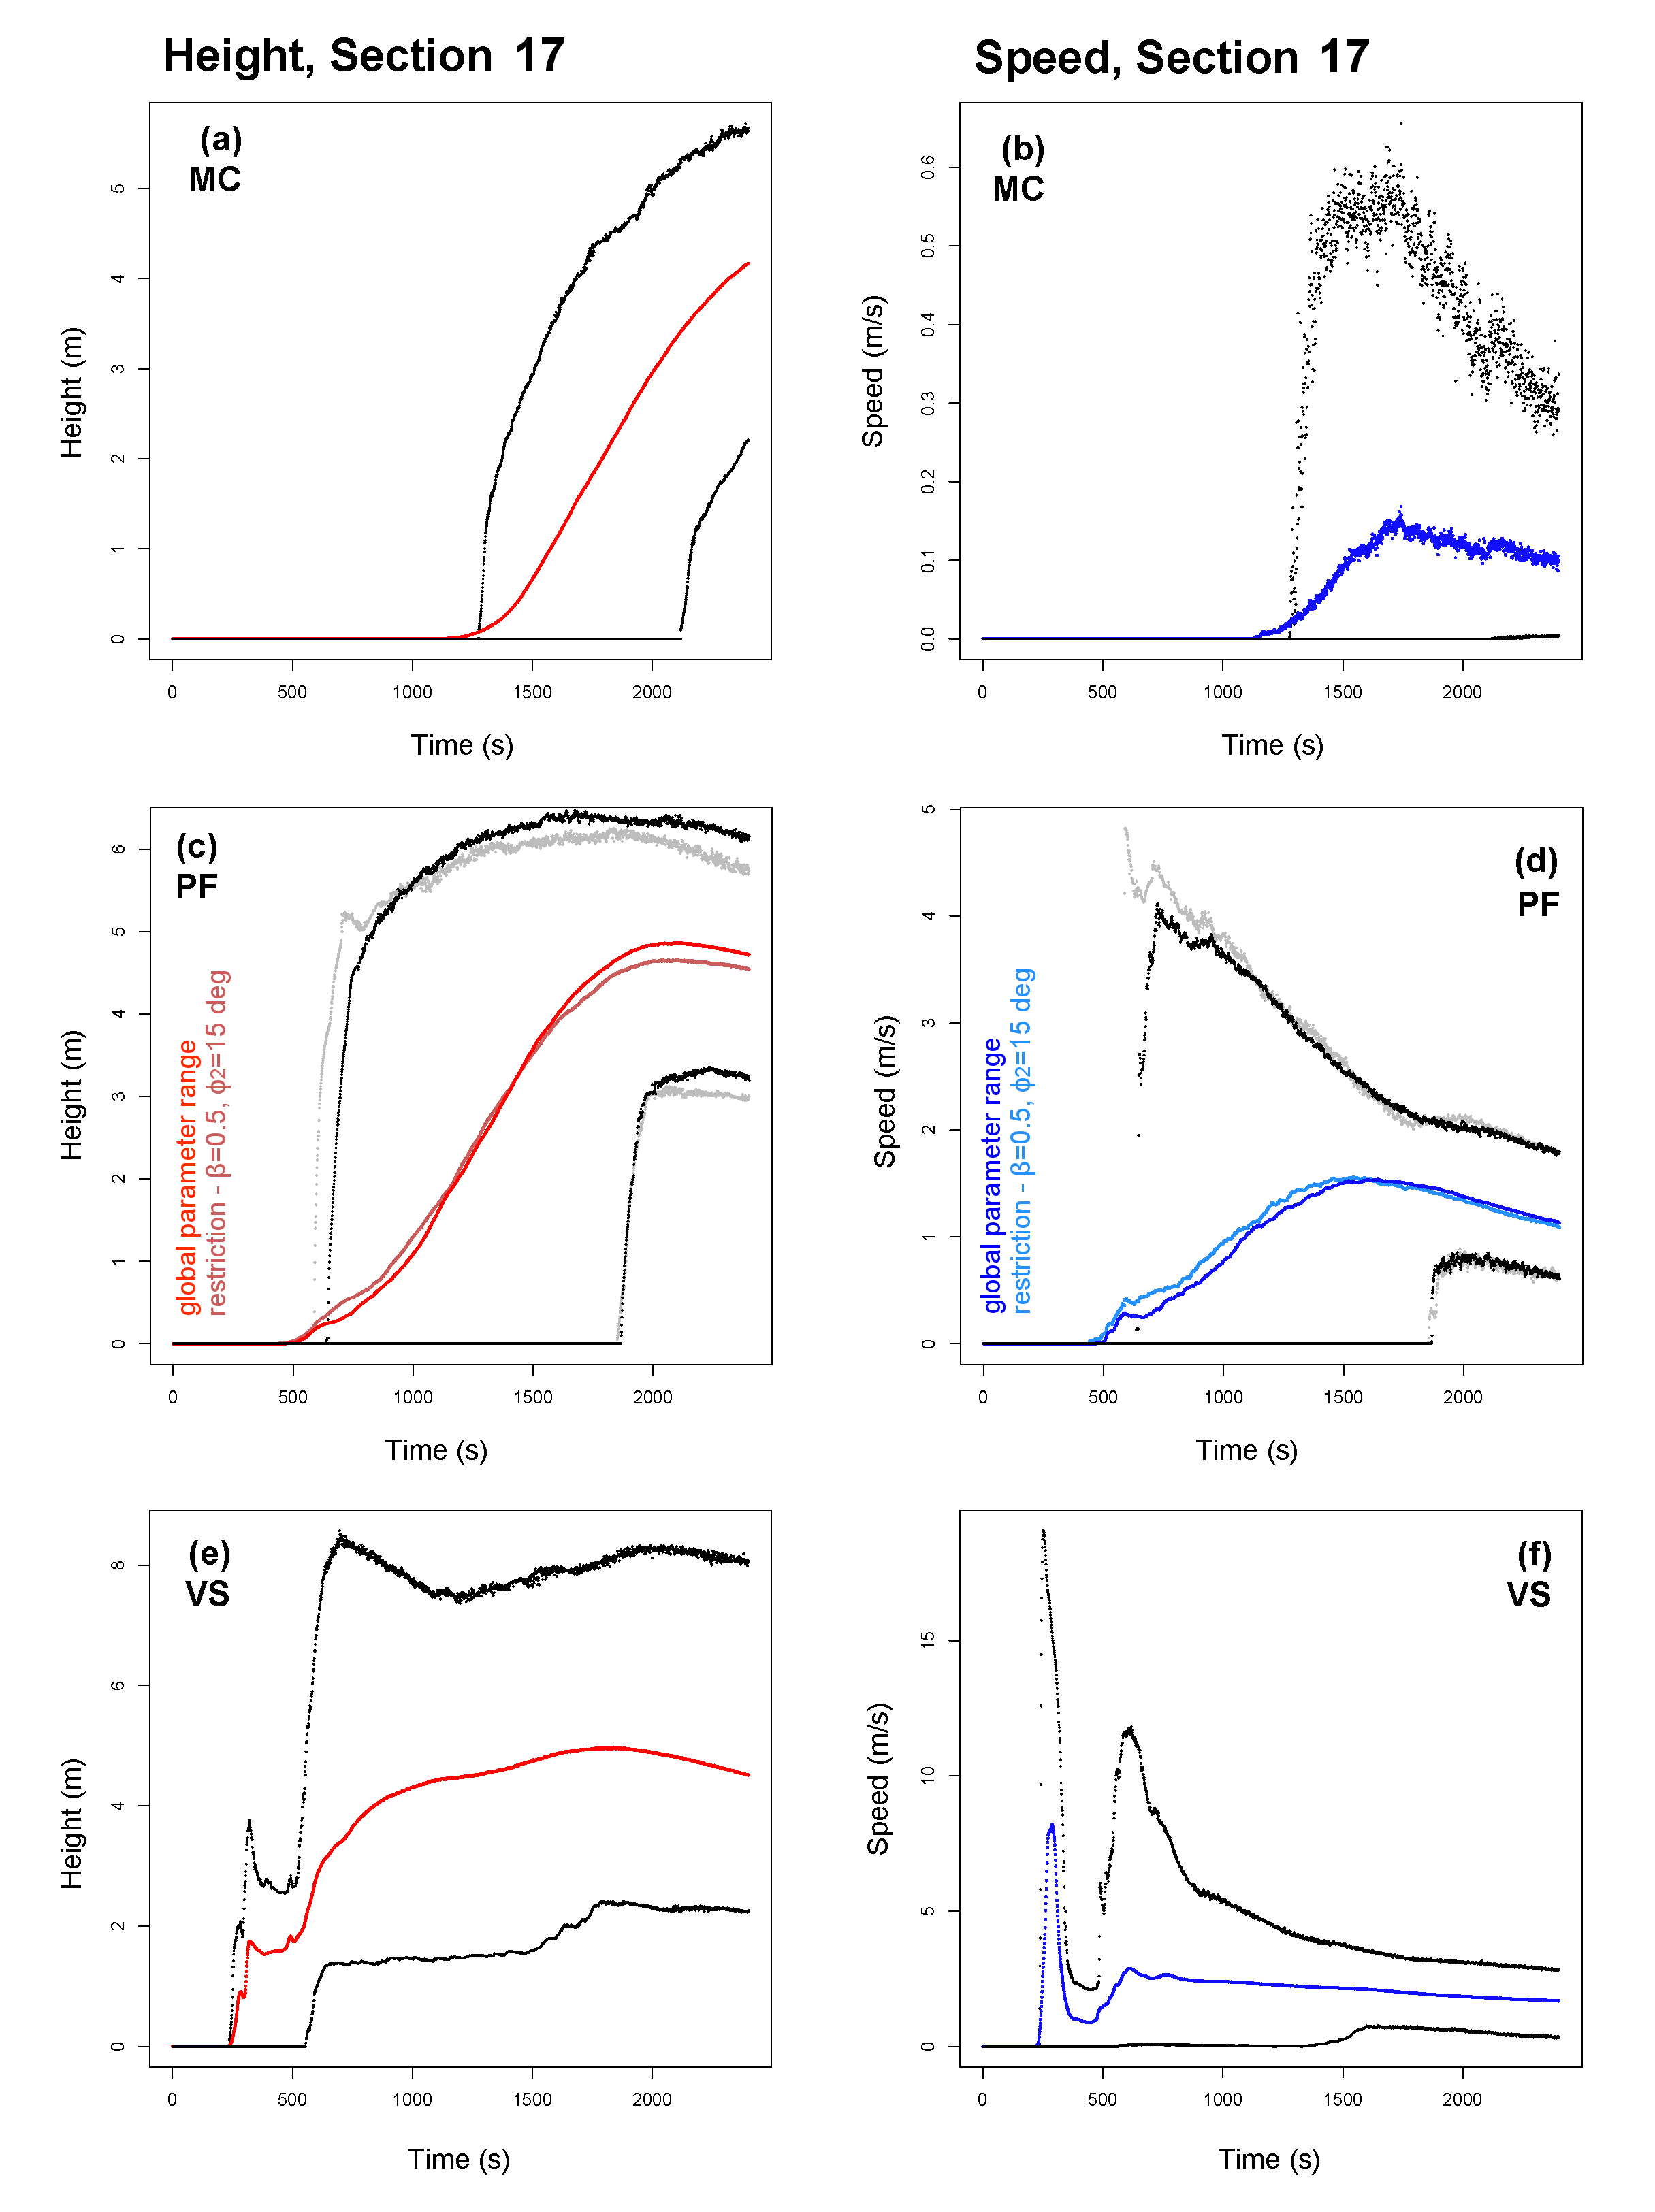 Height, Section 17
Speed, Section 17
(a)
MC
Height (m)
0
1
2
3
4
5
0 500 1000 1500 2000
Time (s)
(b)
MC
Speed (m/s)
0.0
0.1
0.2
0.3
0.4
0.5
0.6
0 500 1000 1500 2000
Time (s)
(c)
PF
Height (m)
0
1
2
3
4
5
6
global parameter range
restriction - β=0.5, ϕ2=15 deg
0 500 1000 1500 2000
Time (s)
(d)
PF
Speed (m/s)
0
1
2
3
4
5
global parameter range
restriction - β=0.5, ϕ2=15 deg
0 500 1000 1500 2000
Time (s)
(e)
VS
Height (m)
0
2
4
6
8
0 500 1000 1500 2000
Time (s)
(f)
VS
Speed (m/s)
0
5
10
15
0 500 1000 1500 2000
Time (s)